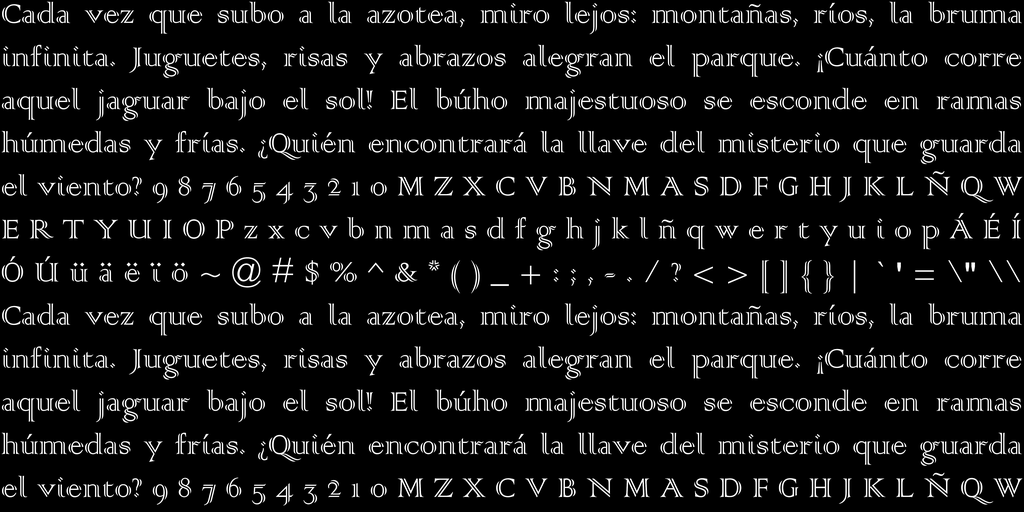 Cada vez que subo a la azotea, miro lejos: montañas, ríos, la bruma
infinita. Juguetes, risas y abrazos alegran el parque. ¡Cuánto corre
aquel jaguar bajo el sol! El búho majestuoso se esconde en ramas
húmedas y frías. ¿Quién encontrará la llave del misterio que guarda
el viento? 9 8 7 6 5 4 3 2 1 0 M Z X C V B N M A S D F G H J K L Ñ Q W
E R T Y U I O P z x c v b n m a s d f g h j k l ñ q w e r t y u i o p Á É Í
Ó Ú ü ä ë ï ö ~ @ # $ % ^ & * ( ) _ + : ; , - . / ? < > [ ] { } | ` ' = \" \\
Cada vez que subo a la azotea, miro lejos: montañas, ríos, la bruma
infinita. Juguetes, risas y abrazos alegran el parque. ¡Cuánto corre
aquel jaguar bajo el sol! El búho majestuoso se esconde en ramas
húmedas y frías. ¿Quién encontrará la llave del misterio que guarda
el viento? 9 8 7 6 5 4 3 2 1 0 M Z X C V B N M A S D F G H J K L Ñ Q W